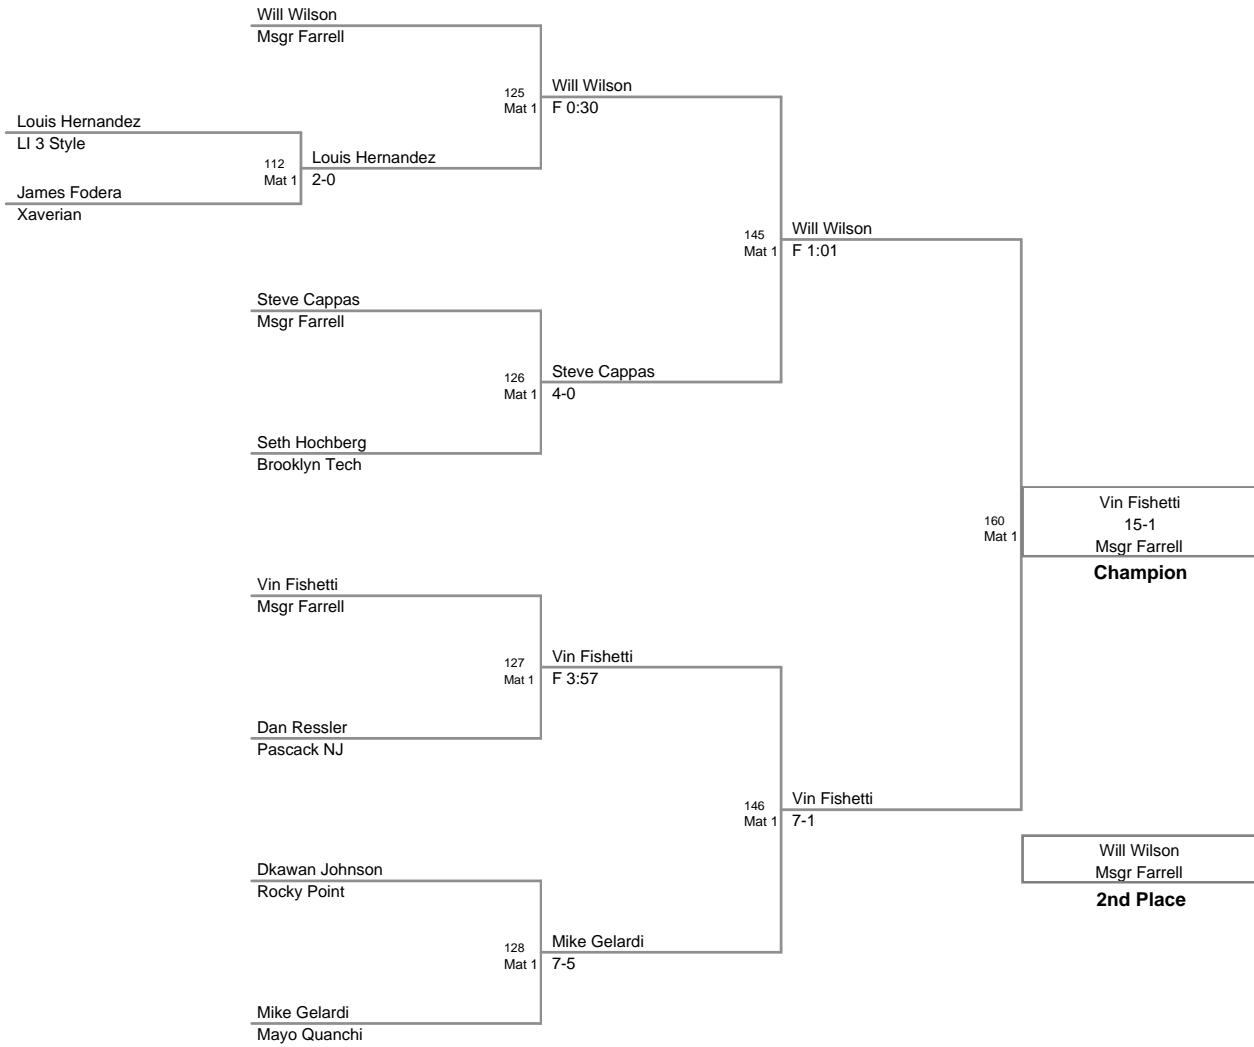 Will Wilson
Msgr Farrell
125
Mat 1
Will Wilson
F 0:30
Louis Hernandez
LI 3 Style
112
Mat 1
Louis Hernandez
2-0
James Fodera
Xaverian
145
Mat 1
Will Wilson
F 1:01
Steve Cappas
Msgr Farrell
126
Mat 1
Steve Cappas
4-0
Seth Hochberg
Brooklyn Tech
160
Mat 1
Vin Fishetti
15-1
Msgr Farrell
Champion
Vin Fishetti
Msgr Farrell
127
Mat 1
Vin Fishetti
F 3:57
Dan Ressler
Pascack NJ
146
Mat 1
Vin Fishetti
7-1
Will Wilson
Msgr Farrell
2nd Place
Dkawan Johnson
Rocky Point
128
Mat 1
Mike Gelardi
7-5
Mike Gelardi
Mayo Quanchi